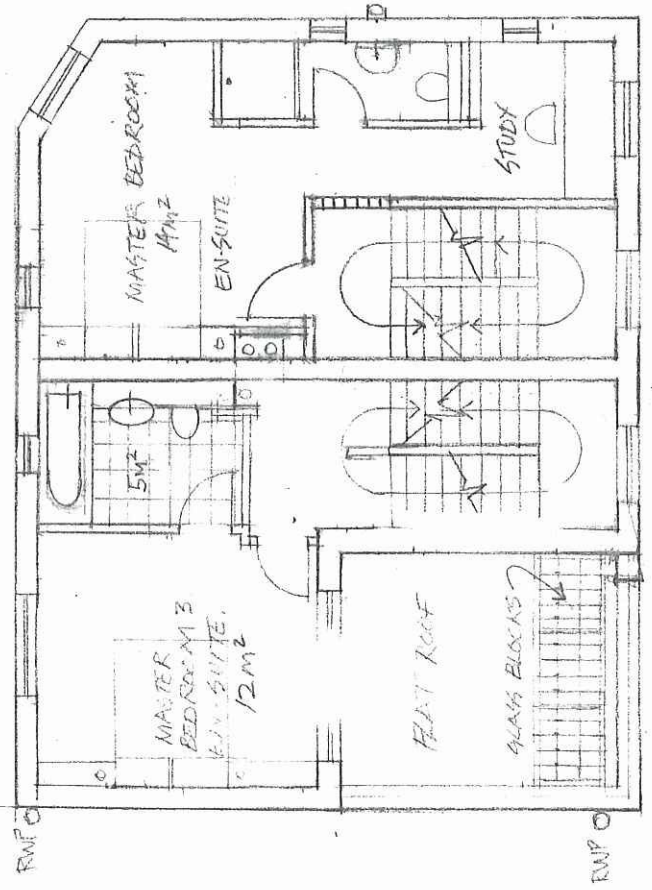 MASTER BEDROOM
14m²
EN-SUITE
STUDY
5m²
MASTER
BEDROOM 3
EN-SUITE.
12m²
FLAT ROOF
GLASS BLOCKS
RWP
RWP